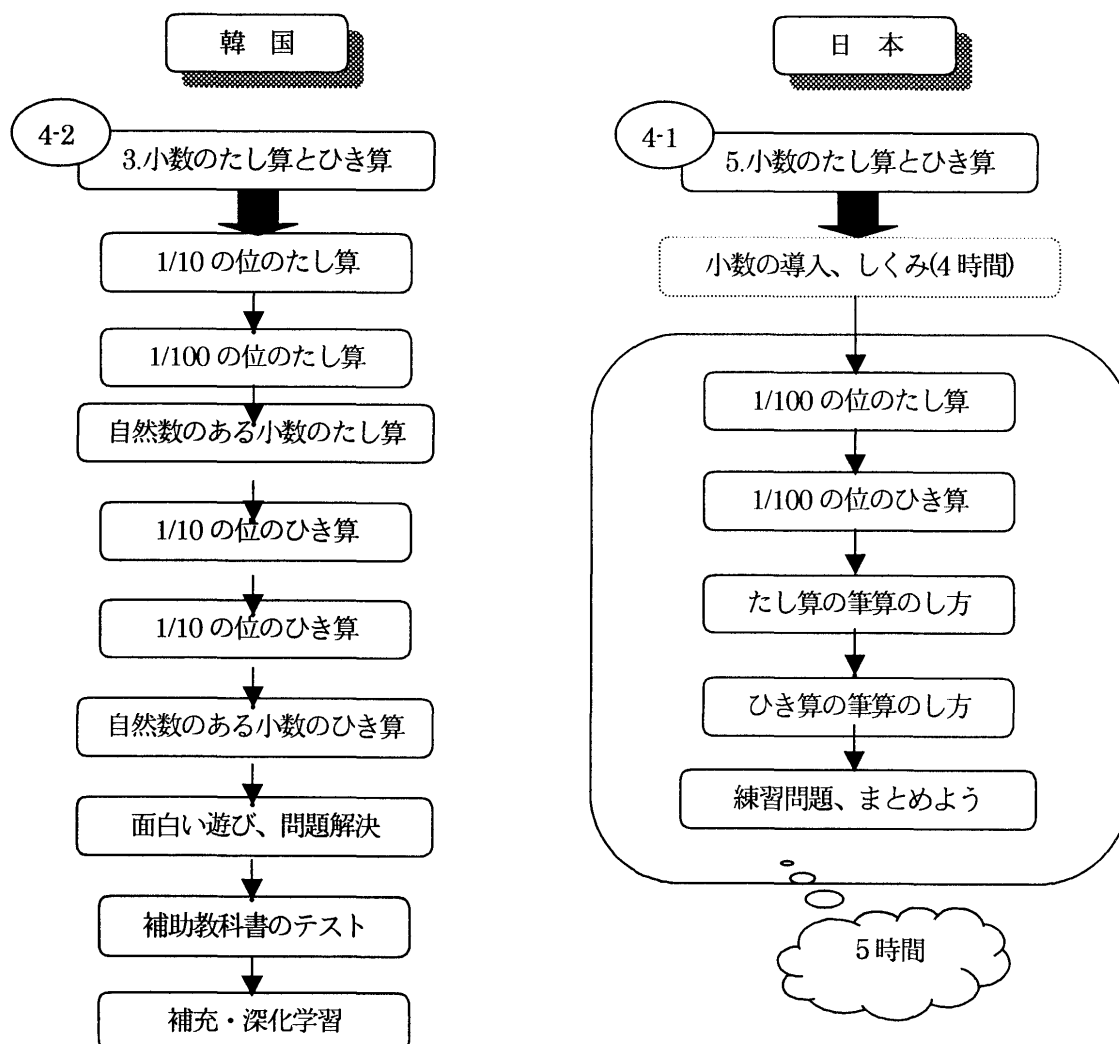 韓 国
4-2
3.小数のたし算とひき算
1/10 の位のたし算
1/100 の位のたし算
自然数のある小数のたし算
1/10 の位のひき算
1/10 の位のひき算
自然数のある小数のひき算
面白い遊び、問題解決
補助教科書のテスト
補充・深化学習
日 本
4-1
5.小数のたし算とひき算
小数の導入、しくみ(4 時間)
1/100 の位のたし算
1/100 の位のひき算
たし算の筆算のし方
ひき算の筆算のし方
練習問題、まとめよう
5 時間